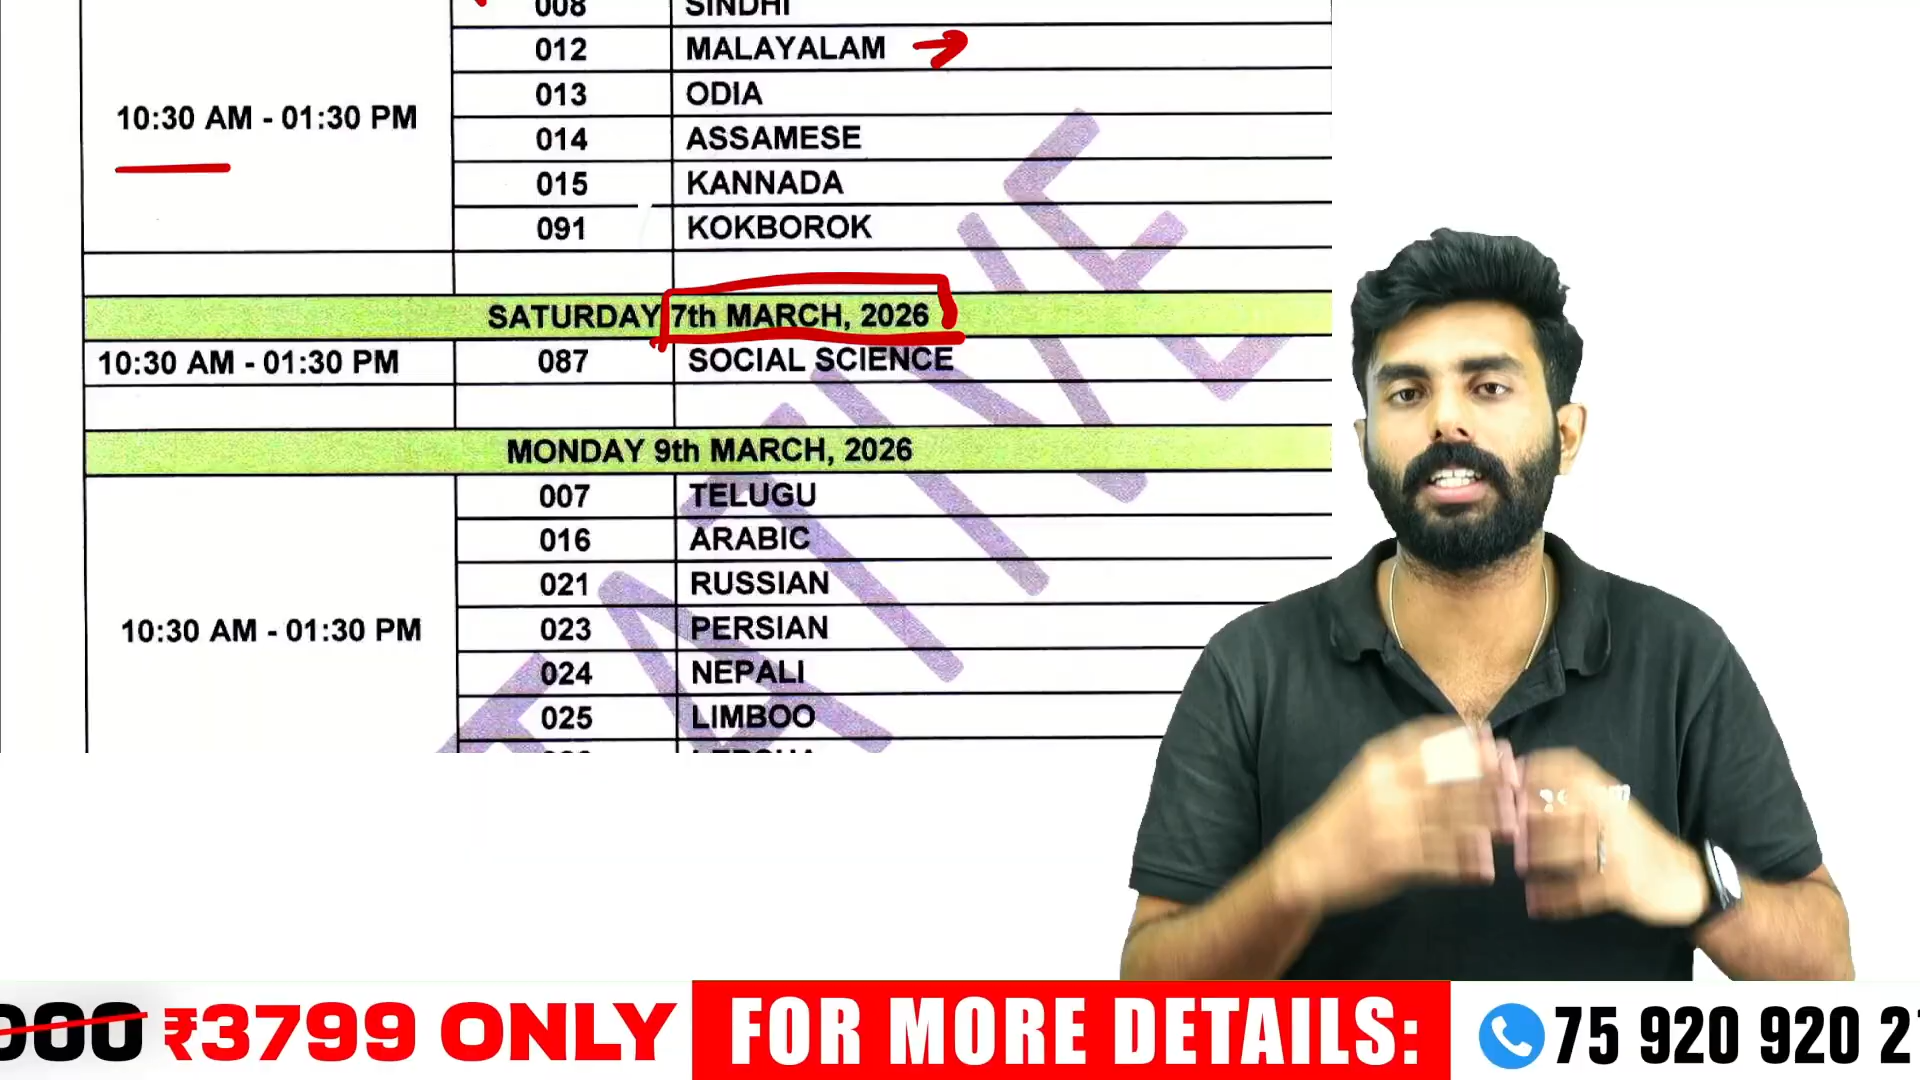 008 SINDHI
012 MALAYALAM
013 ODIA
10:30 AM - 01:30 PM
014 ASSAMESE
015 KANNADA
091 KOKBOROK
SATURDAY 7th MARCH, 2026
10:30 AM - 01:30 PM 087 SOCIAL SCIENCE
MONDAY 9th MARCH, 2026
007 TELUGU
016 ARABIC
021 RUSSIAN
10:30 AM - 01:30 PM 023 PERSIAN
024 NEPALI
025 LIMBOO
TATIVE
000 ₹3799 ONLY FOR MORE DETAILS: 75 920 920 2